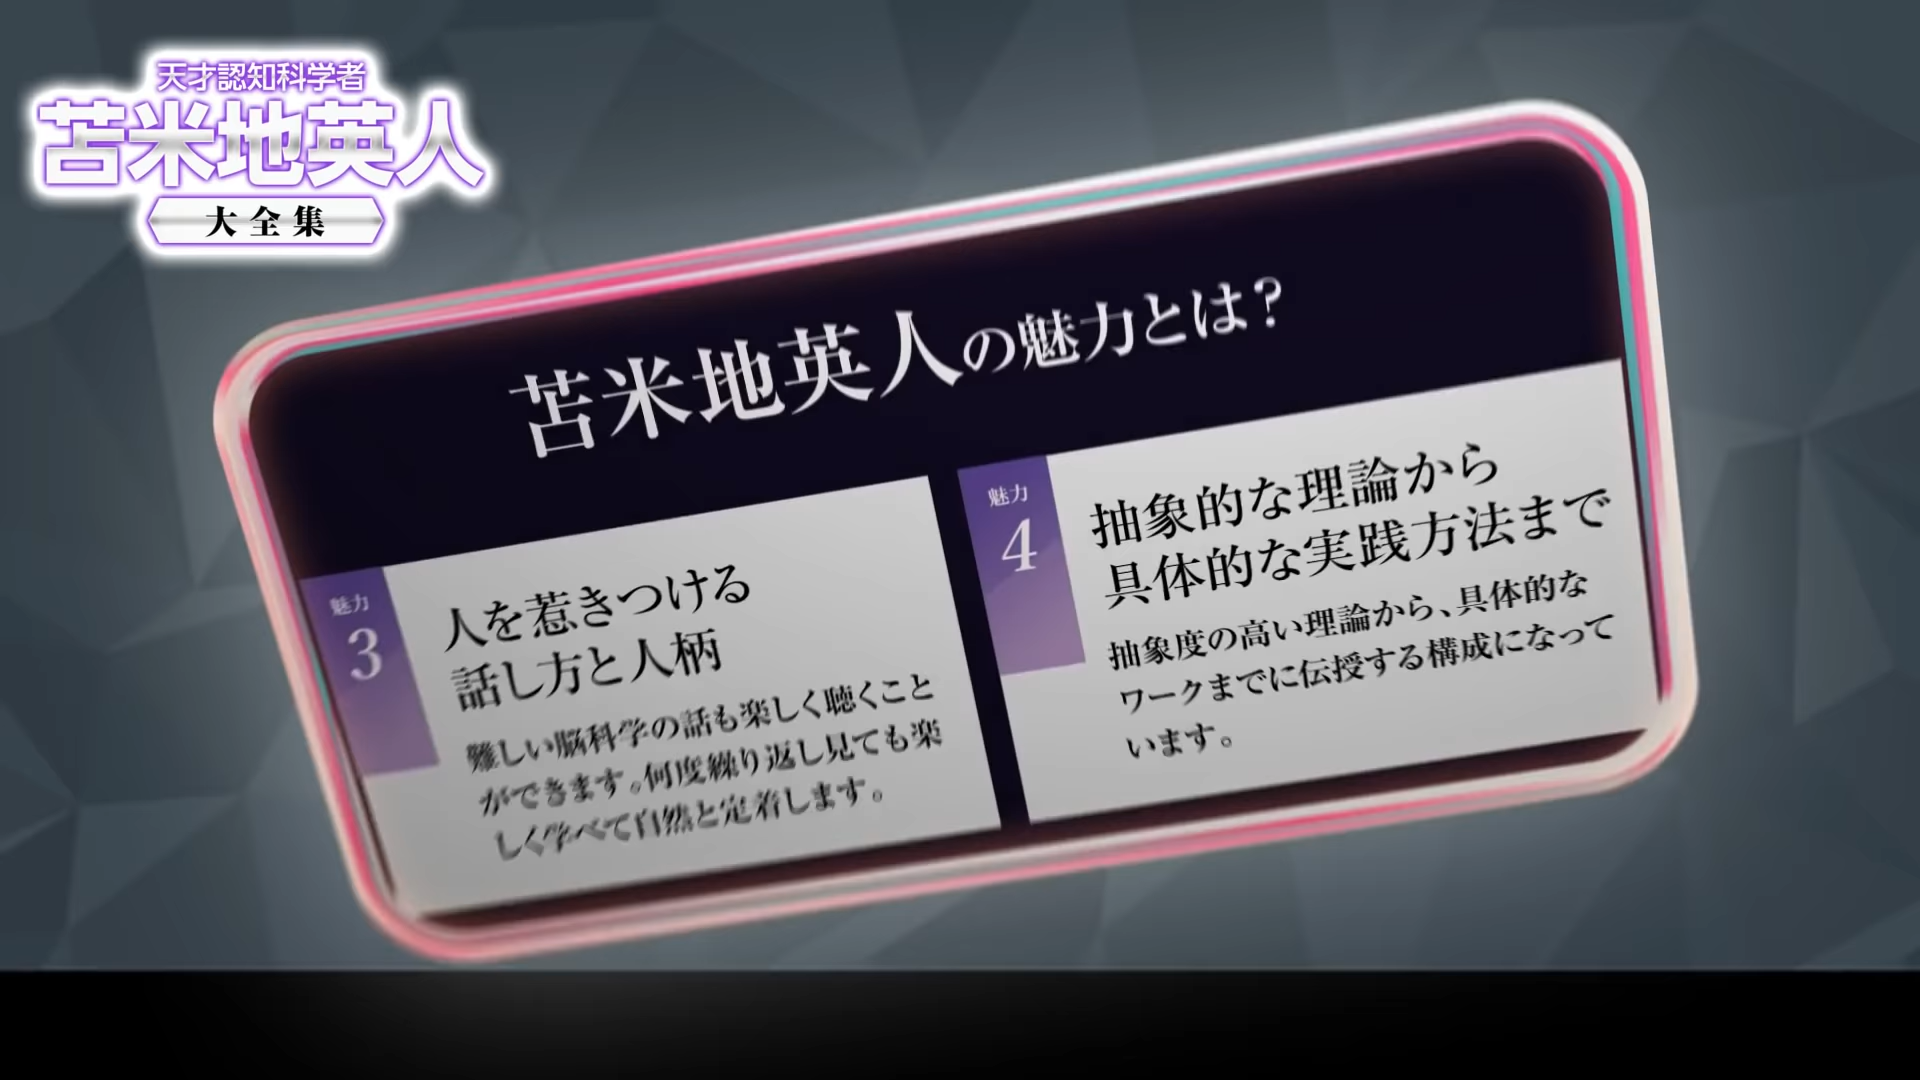 天才認知科学者
苫米地英人
大全集
苫米地英人の魅力とは?
魅力
3
人を惹きつける
話し方と人柄
難しい脳科学の話も楽しく聴くこと
ができます。何度繰り返し見ても楽
しく学べて自然と定着します。
魅力
4
抽象的な理論から
具体的な実践方法まで
抽象度の高い理論から、具体的な
ワークまでに伝授する構成になって
います。